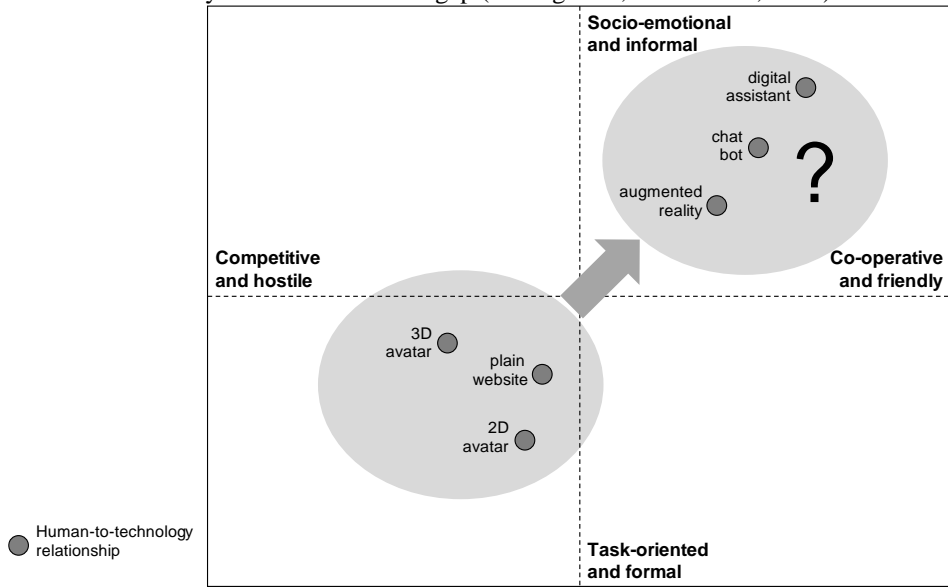 Socio-emotional
and informal
digital
assistant
chat
bot
?
augmented
reality
Competitive
and hostile
Co-operative
and friendly
3D
avatar
plain
website
2D
avatar
Human-to-technology
relationship
Task-oriented
and formal